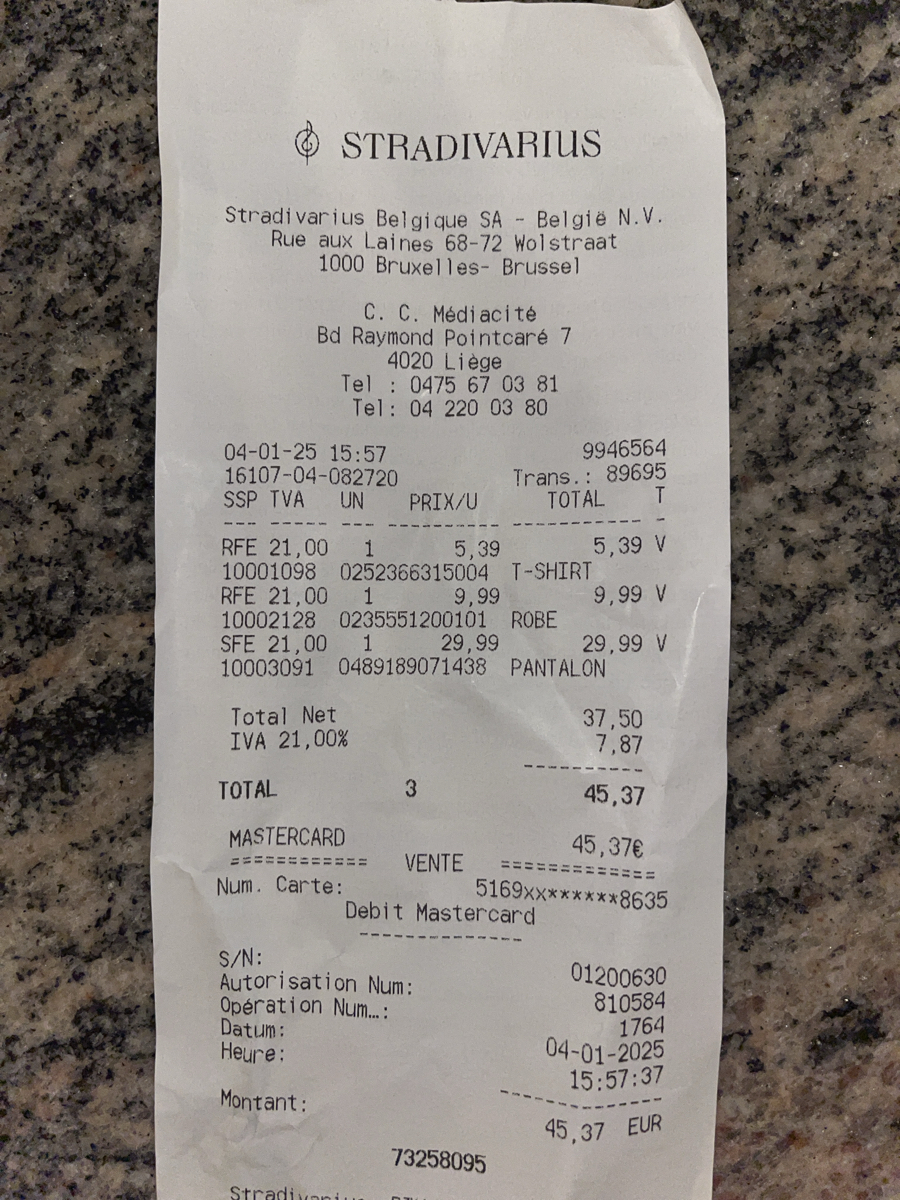 STRADIVARIUS
Stradivarius Belgique SA - België N.V.
Rue aux Laines 68-72 Wolstraat
1000 Bruxelles- Brussel
C. C. Médiacité
Bd Raymond Pointcaré 7
4020 Liège
Tel : 0475 67 03 81
Tel: 04 220 03 80
04-01-25 15:57 9946564
16107-04-082720 Trans.: 89695
SSP TVA UN PRIX/U TOTAL T
--- ----- --- ---------- ----------- -
RFE 21,00 1 5,39 5,39 V
10001098 0252366315004 T-SHIRT
RFE 21,00 1 9,99 9,99 V
10002128 0235551200101 ROBE
SFE 21,00 1 29,99 29,99 V
10003091 0489189071438 PANTALON
Total Net 37,50
IVA 21,00% 7,87
----------
TOTAL 3 45,37
MASTERCARD 45,37€
============ VENTE =============
Num. Carte: 5169xx******8635
Debit Mastercard
--------------
S/N: 01200630
Autorisation Num: 810584
Opération Num…: 1764
Datum: 04-01-2025
Heure: 15:57:37
--------------
Montant: 45,37 EUR
73258095
Stradivarius